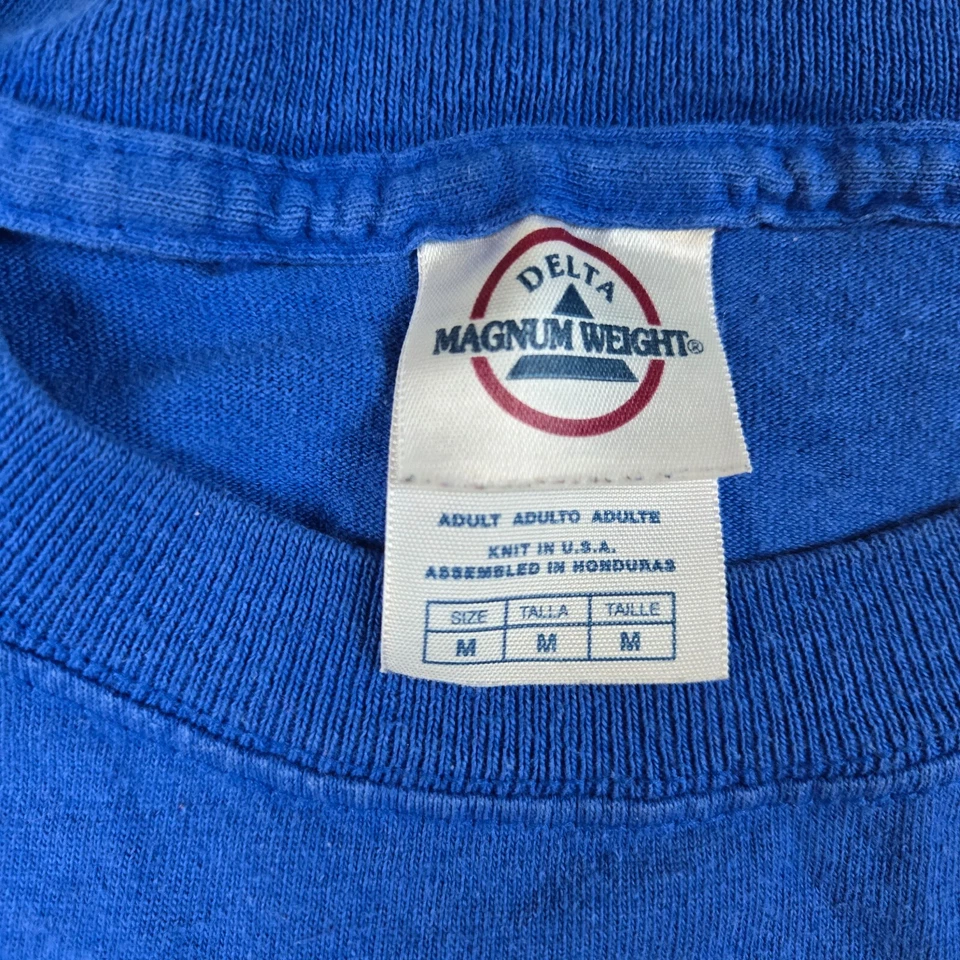 DELTA
MAGNUM WEIGHT®
ADULT ADULTO ADULTE
KNIT IN U.S.A.
ASSEMBLED IN HONDURAS
SIZE TALLA TAILLE
M M M